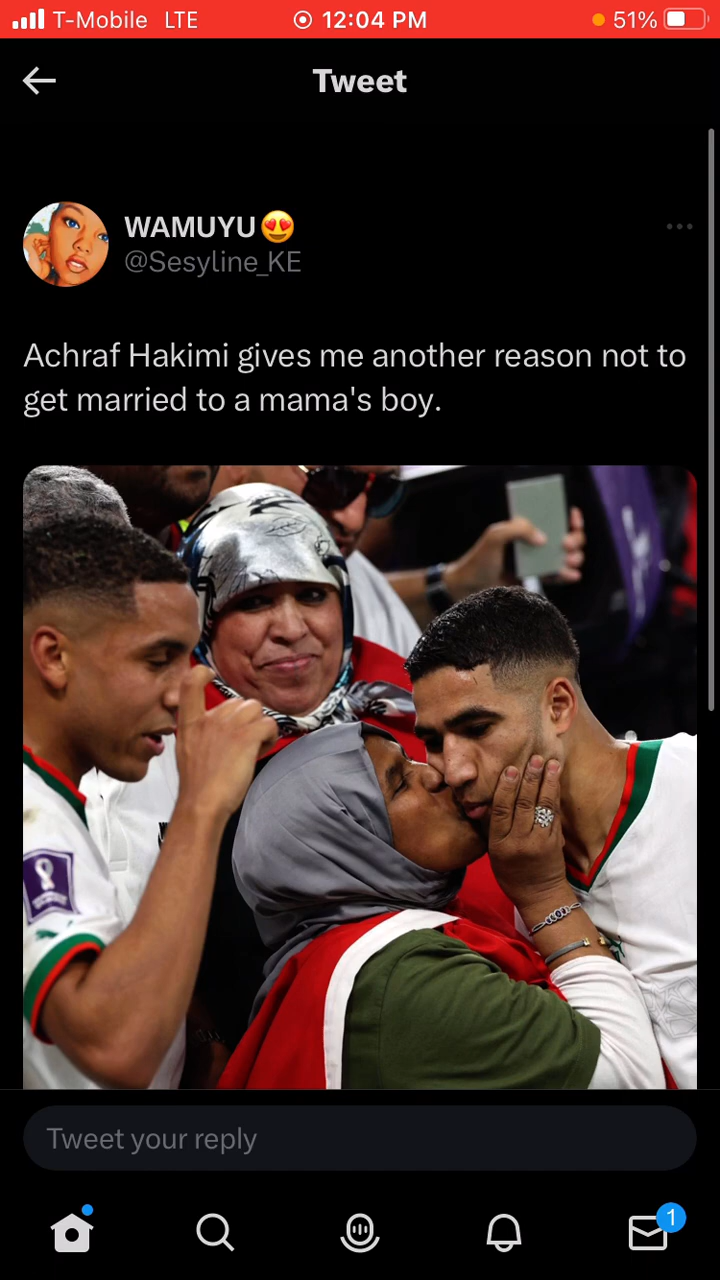 T-Mobile LTE 12:04 PM 51%
Tweet
WAMUYU😍
@Sesyline_KE
Achraf Hakimi gives me another reason not to
get married to a mama's boy.
Tweet your reply
1